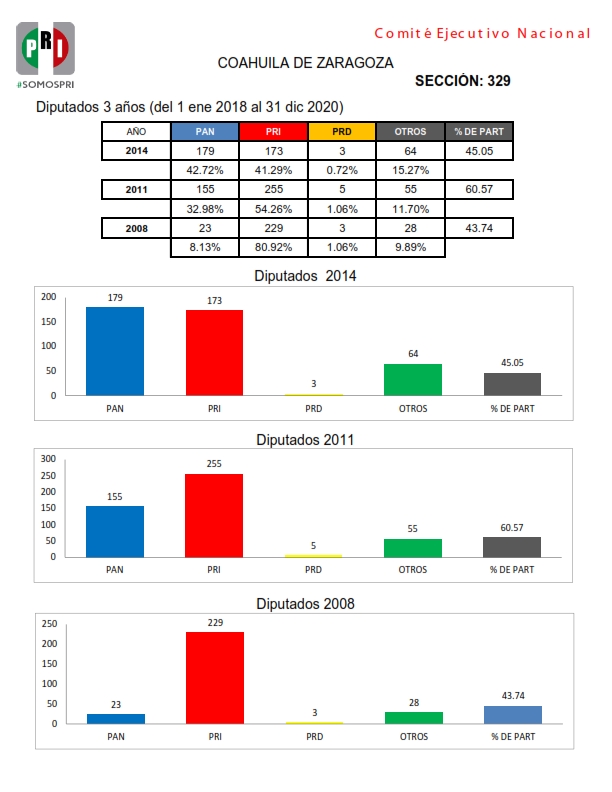 Comité Ejecutivo Nacional
PRI
#SOMOSPRI
COAHUILA DE ZARAGOZA
SECCIÓN: 329
Diputados 3 años (del 1 ene 2018 al 31 dic 2020)
AÑO PAN PRI PRD OTROS % DE PART
2014 179 173 3 64 45.05
42.72% 41.29% 0.72% 15.27%
2011 155 255 5 55 60.57
32.98% 54.26% 1.06% 11.70%
2008 23 229 3 28 43.74
8.13% 80.92% 1.06% 9.89%
Diputados 2014
200
150
100
50
0
179 173 3 64 45.05
PAN PRI PRD OTROS % DE PART
Diputados 2011
300
250
200
150
100
50
0
155 255 5 55 60.57
PAN PRI PRD OTROS % DE PART
Diputados 2008
250
200
150
100
50
0
23 229 3 28 43.74
PAN PRI PRD OTROS % DE PART